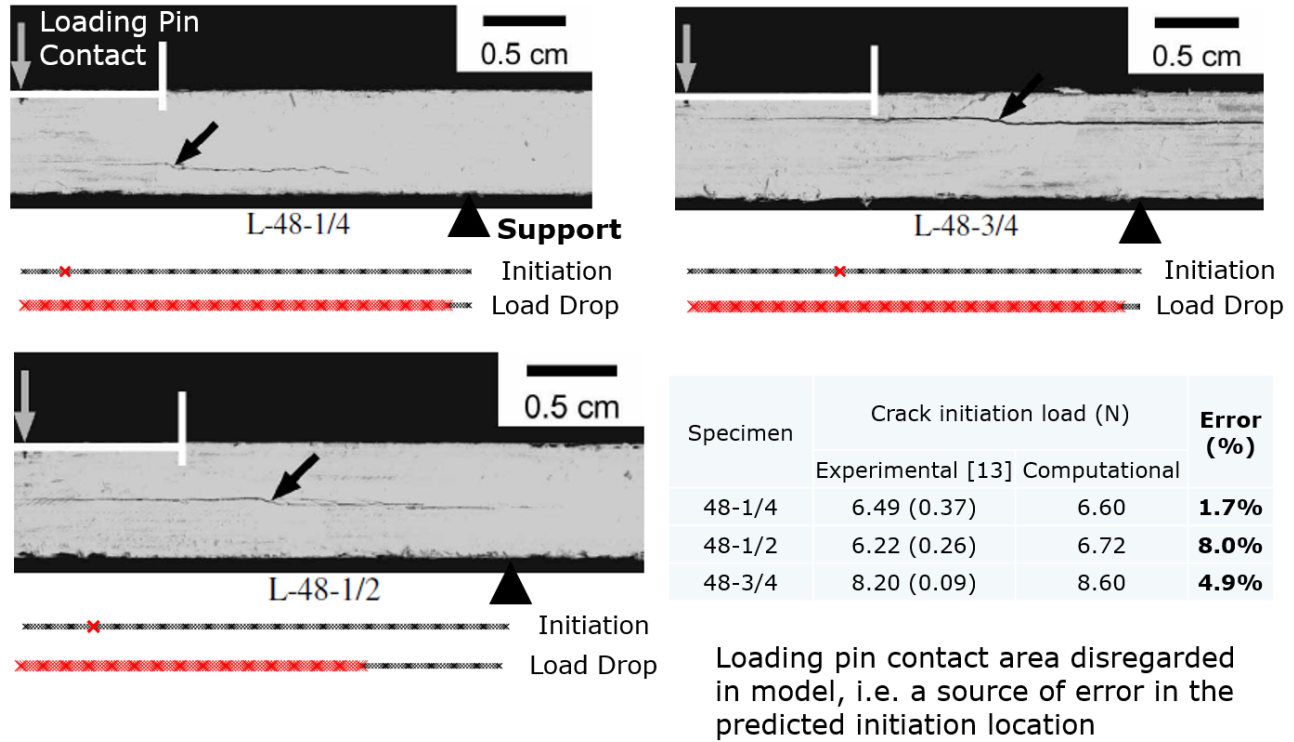 Loading Pin
Contact
0.5 cm
L-48-1/4
Support
Initiation
Load Drop
0.5 cm
L-48-3/4
Initiation
Load Drop
0.5 cm
L-48-1/2
Initiation
Load Drop
Specimen Crack initiation load (N) Error (%)
Experimental [13] Computational
48-1/4 6.49 (0.37) 6.60 1.7%
48-1/2 6.22 (0.26) 6.72 8.0%
48-3/4 8.20 (0.09) 8.60 4.9%
Loading pin contact area disregarded
in model, i.e. a source of error in the
predicted initiation location